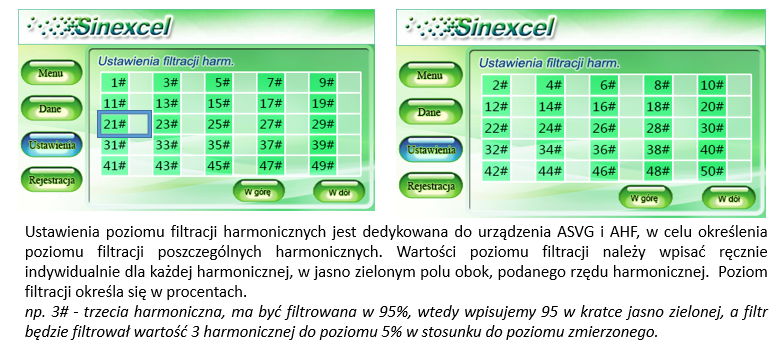 Sinexcel
Ustawienia filtracji harm.
Menu
Dane
Ustawienia
Rejestracja
1# 3# 5# 7# 9#
11# 13# 15# 17# 19#
21# 23# 25# 27# 29#
31# 33# 35# 37# 39#
41# 43# 45# 47# 49#
W górę W dół
Sinexcel
Ustawienia filtracji harm.
Menu
Dane
Ustawienia
Rejestracja
2# 4# 6# 8# 10#
12# 14# 16# 18# 20#
22# 24# 26# 28# 30#
32# 34# 36# 38# 40#
42# 44# 46# 48# 50#
W górę W dół
Ustawienia poziomu filtracji harmonicznych jest dedykowana do urządzenia ASVG i AHF, w celu określenia
poziomu filtracji poszczególnych harmonicznych. Wartości poziomu filtracji należy wpisać ręcznie
indywidualnie dla każdej harmonicznej, w jasno zielonym polu obok, podanego rzędu harmonicznej. Poziom
filtracji określa się w procentach.
np. 3# - trzecia harmoniczna, ma być filtrowana w 95%, wtedy wpisujemy 95 w kratce jasno zielonej, a filtr
będzie filtrował wartość 3 harmonicznej do poziomu 5% w stosunku do poziomu zmierzonego.